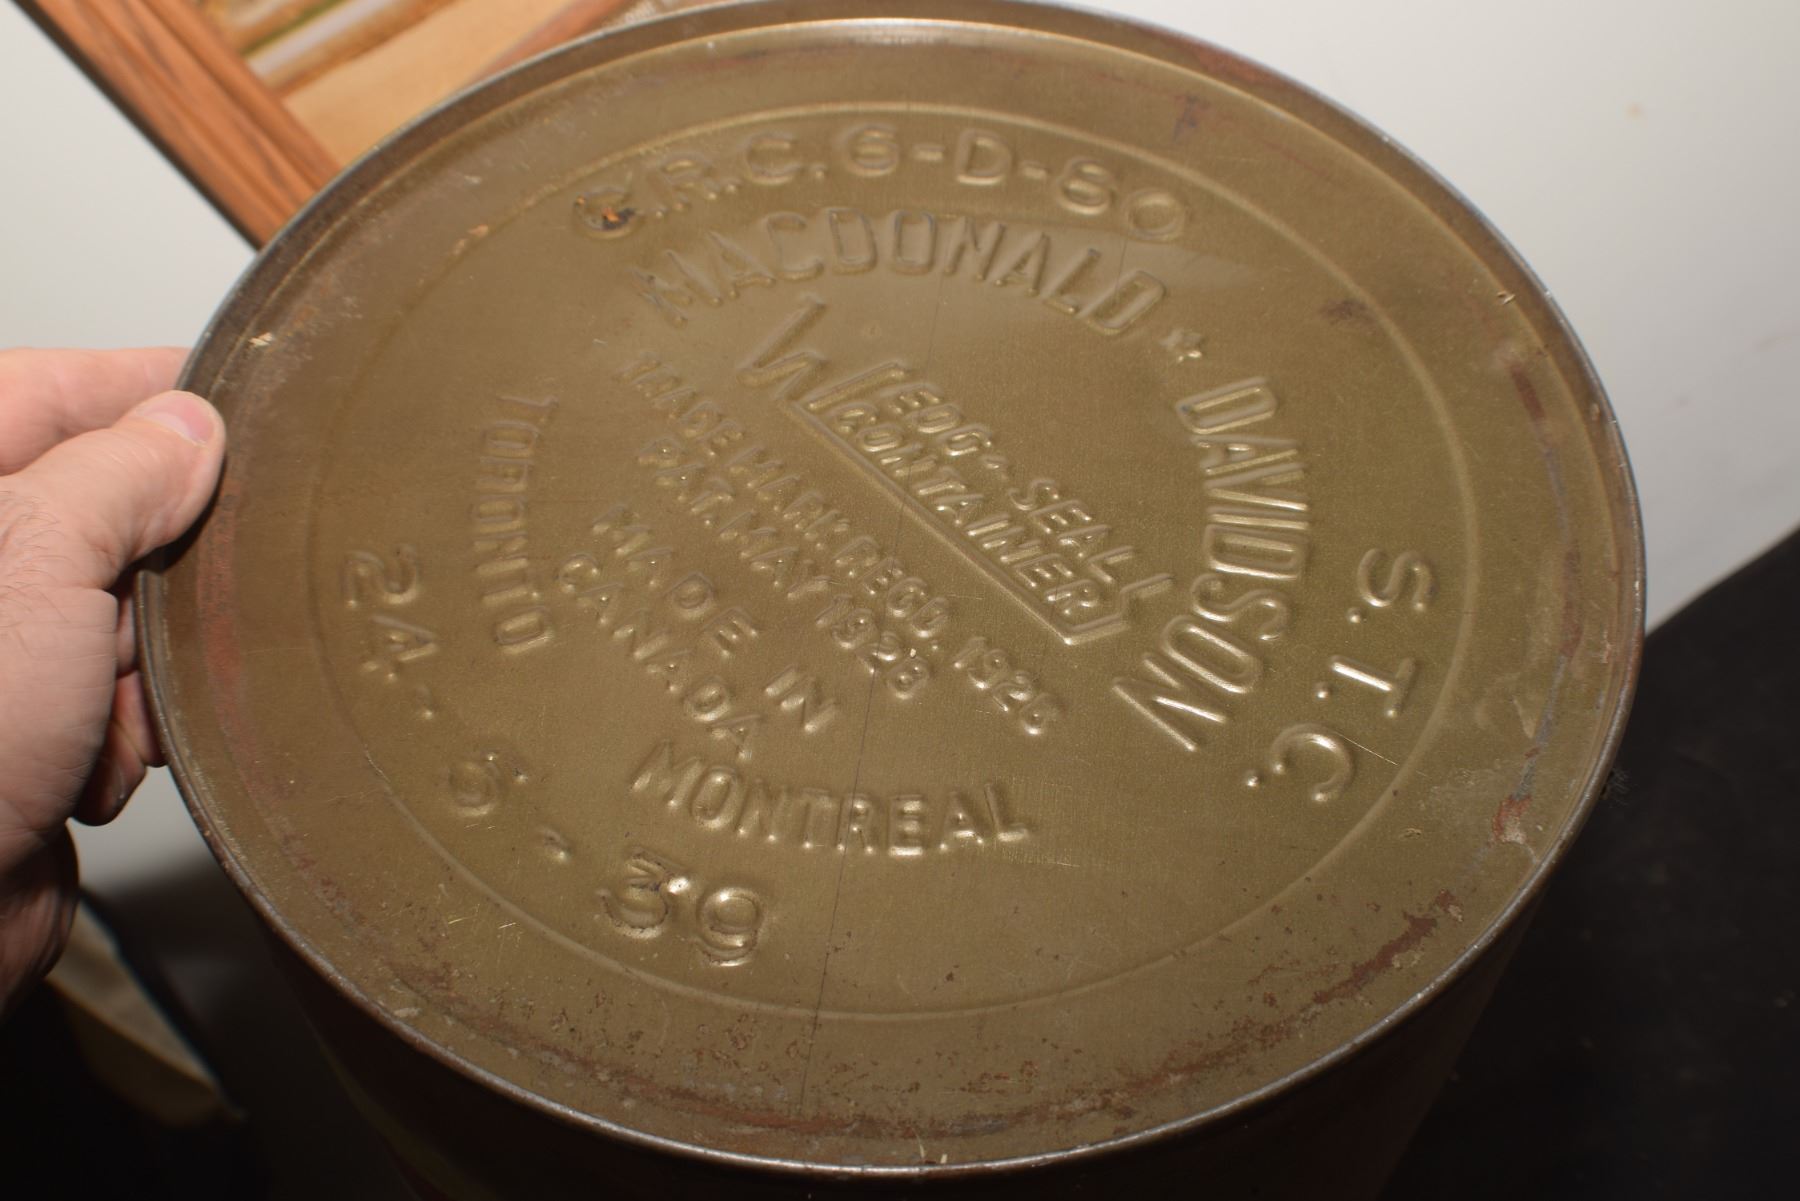 C.R.C.6-D-60
S.T.C.
24-5-39
MACDONALD ★ DAVIDSON
WEDG-SEAL
CONTAINER
TRADE MARK REGD. 1926
PAT. MAY 1928
MADE IN
CANADA
TORONTO
MONTREAL